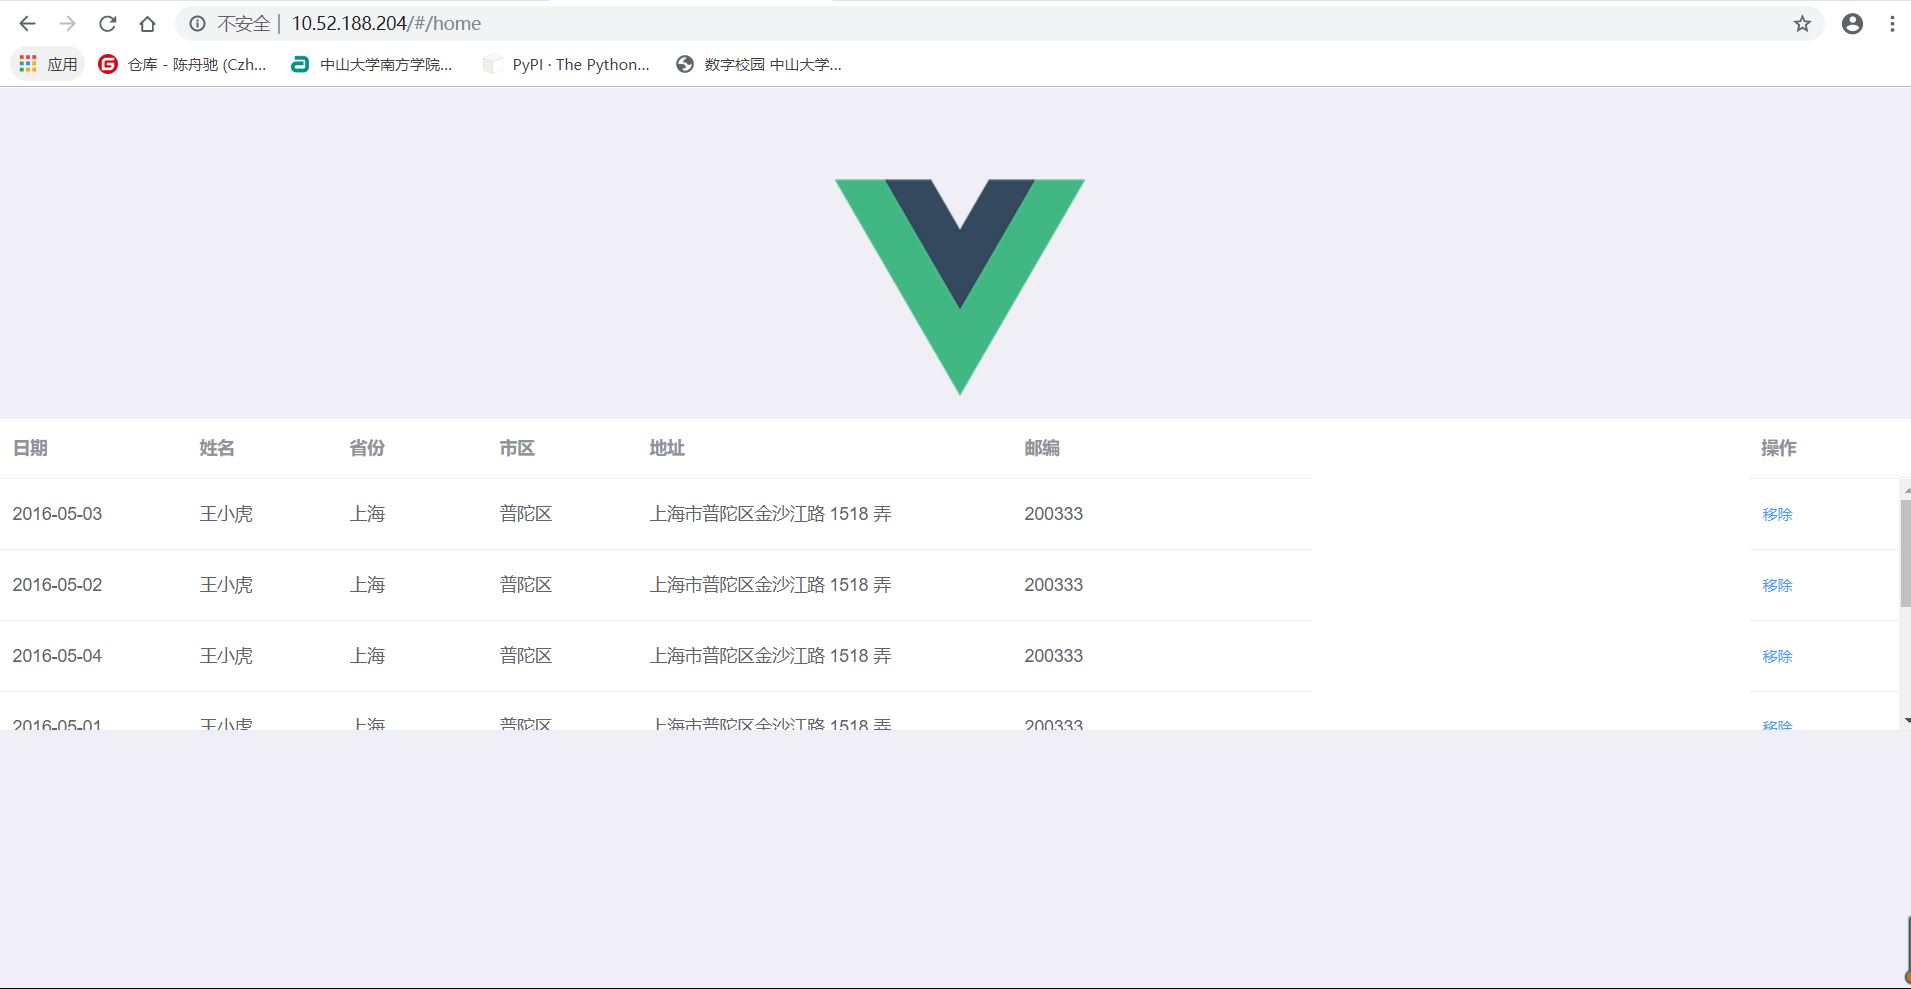 不安全 | 10.52.188.204/#/home
应用 仓库 - 陈舟驰 (Czh... 中山大学南方学院... PyPI · The Python... 数字校园 中山大学...
日期 姓名 省份 市区 地址 邮编 操作
2016-05-03 王小虎 上海 普陀区 上海市普陀区金沙江路 1518 弄 200333 移除
2016-05-02 王小虎 上海 普陀区 上海市普陀区金沙江路 1518 弄 200333 移除
2016-05-04 王小虎 上海 普陀区 上海市普陀区金沙江路 1518 弄 200333 移除
2016-05-01 王小虎 上海 普陀区 上海市普陀区金沙江路 1518 弄 200333 移除